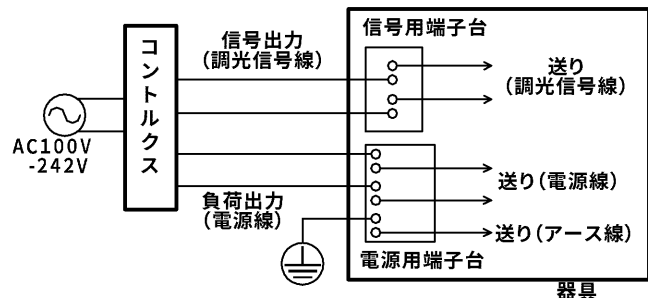 信号用端子台
信号出力
(調光信号線)
送り
(調光信号線)
コントルクス
AC100V
-242V
送り(電源線)
負荷出力
(電源線)
送り(アース線)
電源用端子台
器具